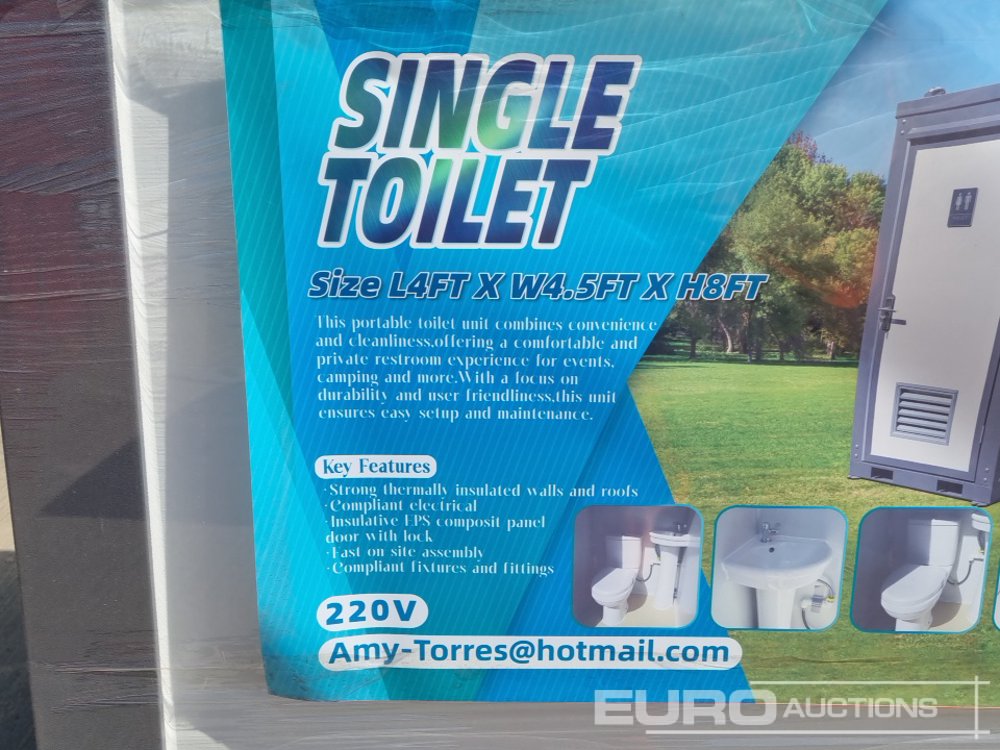 SINGLE
TOILET
Size L4FT X W4.5FT X H8FT
This portable toilet unit combines convenience
and cleanliness,offering a comfortable and
private restroom experience for events,
camping and more.With a focus on
durability and user friendliness,this unit
ensures easy setup and maintenance.
Key Features
·Strong thermally insulated walls and roofs
·Compliant electrical
·Insulative EPS composit panel
door with lock
·Fast on site assembly
·Compliant fixtures and fittings
220V
Amy-Torres@hotmail.com
EURO AUCTIONS